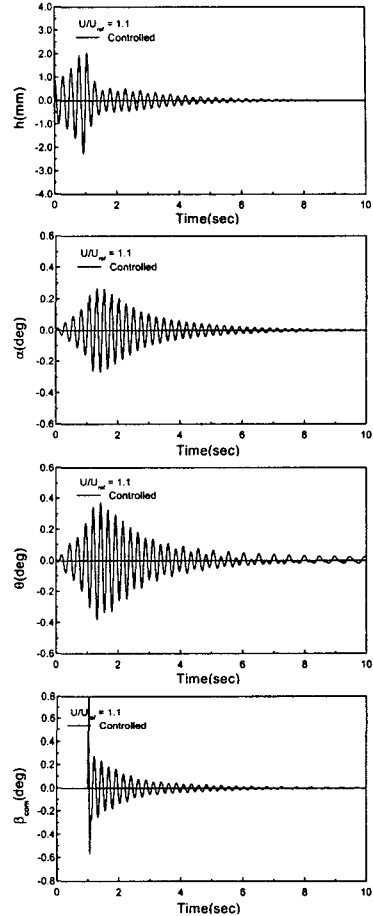 U/U_ref = 1.1
Controlled
4.0
3.0
2.0
1.0
0.0
-1.0
-2.0
-3.0
4.0
h(mm)
0 2 4 6 8 10
Time(sec)
U/U_ref = 1.1
Controlled
0.6
0.4
0.2
0.0
-0.2
-0.4
-0.6
α(deg)
0 2 4 6 8 10
Time(sec)
U/U_ref = 1.1
Controlled
0.6
0.4
0.2
0.0
-0.2
-0.4
-0.6
θ(deg)
0 2 4 6 8 10
Time(sec)
U/U_ref = 1.1
Controlled
0.8
0.6
0.4
0.2
0.0
-0.2
-0.4
-0.6
-0.8
β_com(deg)
0 2 4 6 8 10
Time(sec)